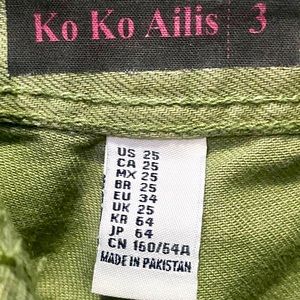 Ko Ko Ailis 3
US 25
CA 25
MX 25
BR 25
EU 34
UK 25
KR 64
JP 64
CN 160/64A
MADE IN PAKISTAN